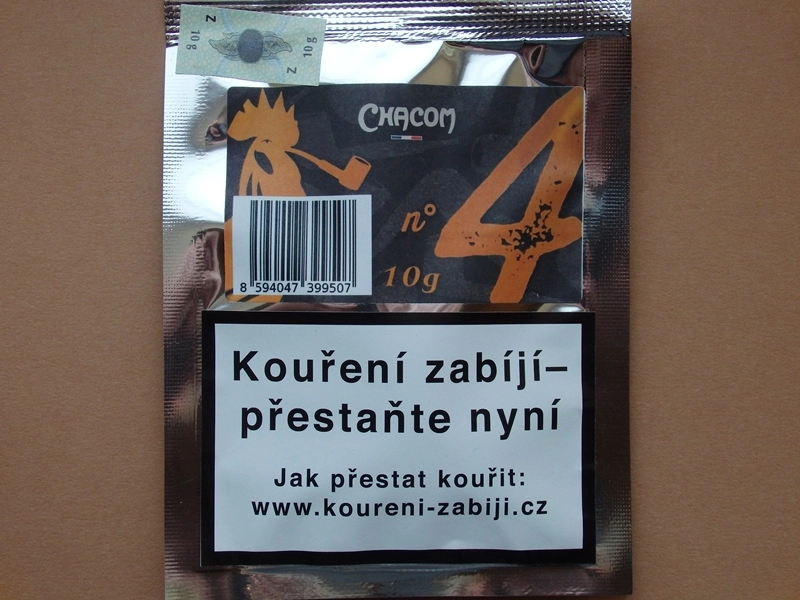 Z 10 g
10 g Z
CHACOM
n° 4
10g
8 594047 399507
Kouření zabíjí–
přestaňte nyní
Jak přestat kouřit:
www.koureni-zabiji.cz